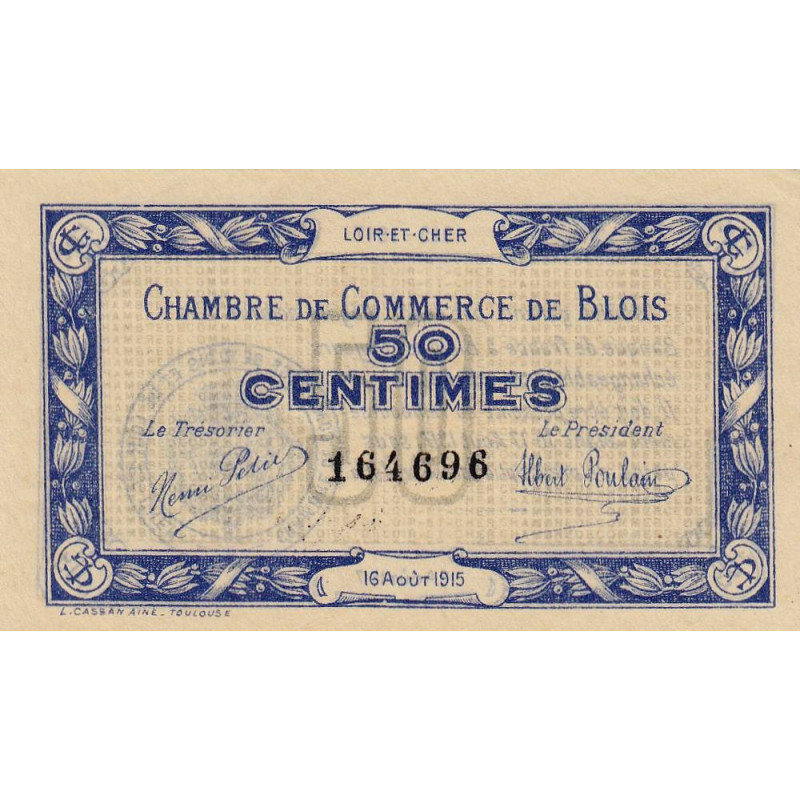 LOIR-ET-CHER
CHAMBRE DE COMMERCE DE BLOIS
50
CENTIMES
Le Trésorier Le Président
Henri Petit 164696 Albert Poulain
16 AOÛT 1915
L. CASSAN AINÉ - TOULOUSE